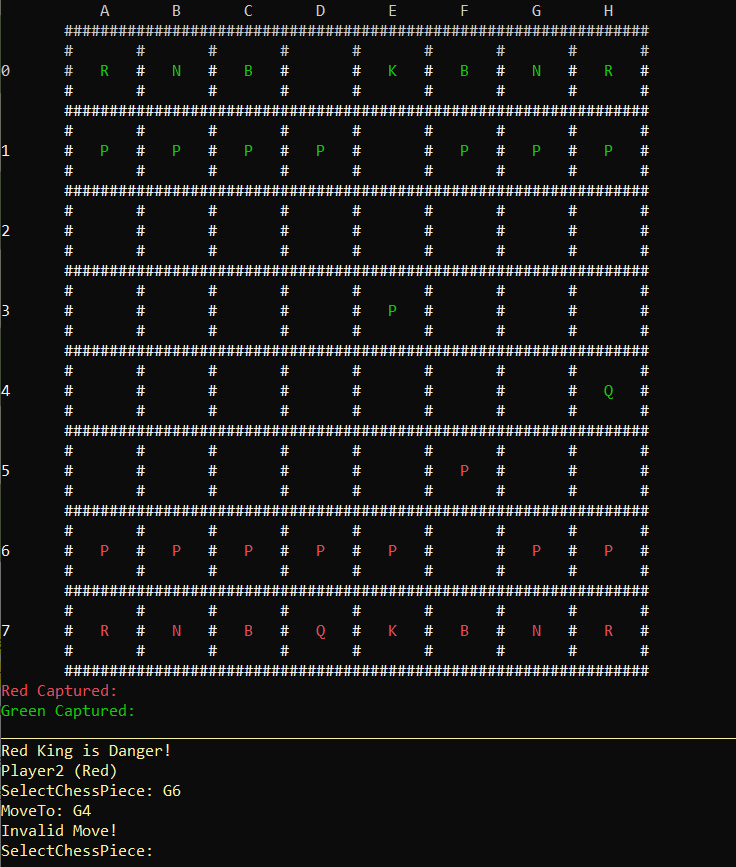 A       B       C       D       E       F       G       H
       #################################################################
       #       #       #       #       #       #       #       #       #
0      #   R   #   N   #   B   #       #   K   #   B   #   N   #   R   #
       #       #       #       #       #       #       #       #       #
       #################################################################
       #       #       #       #       #       #       #       #       #
1      #   P   #   P   #   P   #   P   #       #   P   #   P   #   P   #
       #       #       #       #       #       #       #       #       #
       #################################################################
       #       #       #       #       #       #       #       #       #
2      #       #       #       #       #       #       #       #       #
       #       #       #       #       #       #       #       #       #
       #################################################################
       #       #       #       #       #       #       #       #       #
3      #       #       #       #       #   P   #       #       #       #
       #       #       #       #       #       #       #       #       #
       #################################################################
       #       #       #       #       #       #       #       #       #
4      #       #       #       #       #       #       #       #   Q   #
       #       #       #       #       #       #       #       #       #
       #################################################################
       #       #       #       #       #       #       #       #       #
5      #       #       #       #       #       #   P   #       #       #
       #       #       #       #       #       #       #       #       #
       #################################################################
       #       #       #       #       #       #       #       #       #
6      #   P   #   P   #   P   #   P   #   P   #       #   P   #   P   #
       #       #       #       #       #       #       #       #       #
       #################################################################
       #       #       #       #       #       #       #       #       #
7      #   R   #   N   #   B   #   Q   #   K   #   B   #   N   #   R   #
       #       #       #       #       #       #       #       #       #
       #################################################################
Red Captured:
Green Captured:
Red King is Danger!
Player2 (Red)
SelectChessPiece: G6
MoveTo: G4
Invalid Move!
SelectChessPiece: